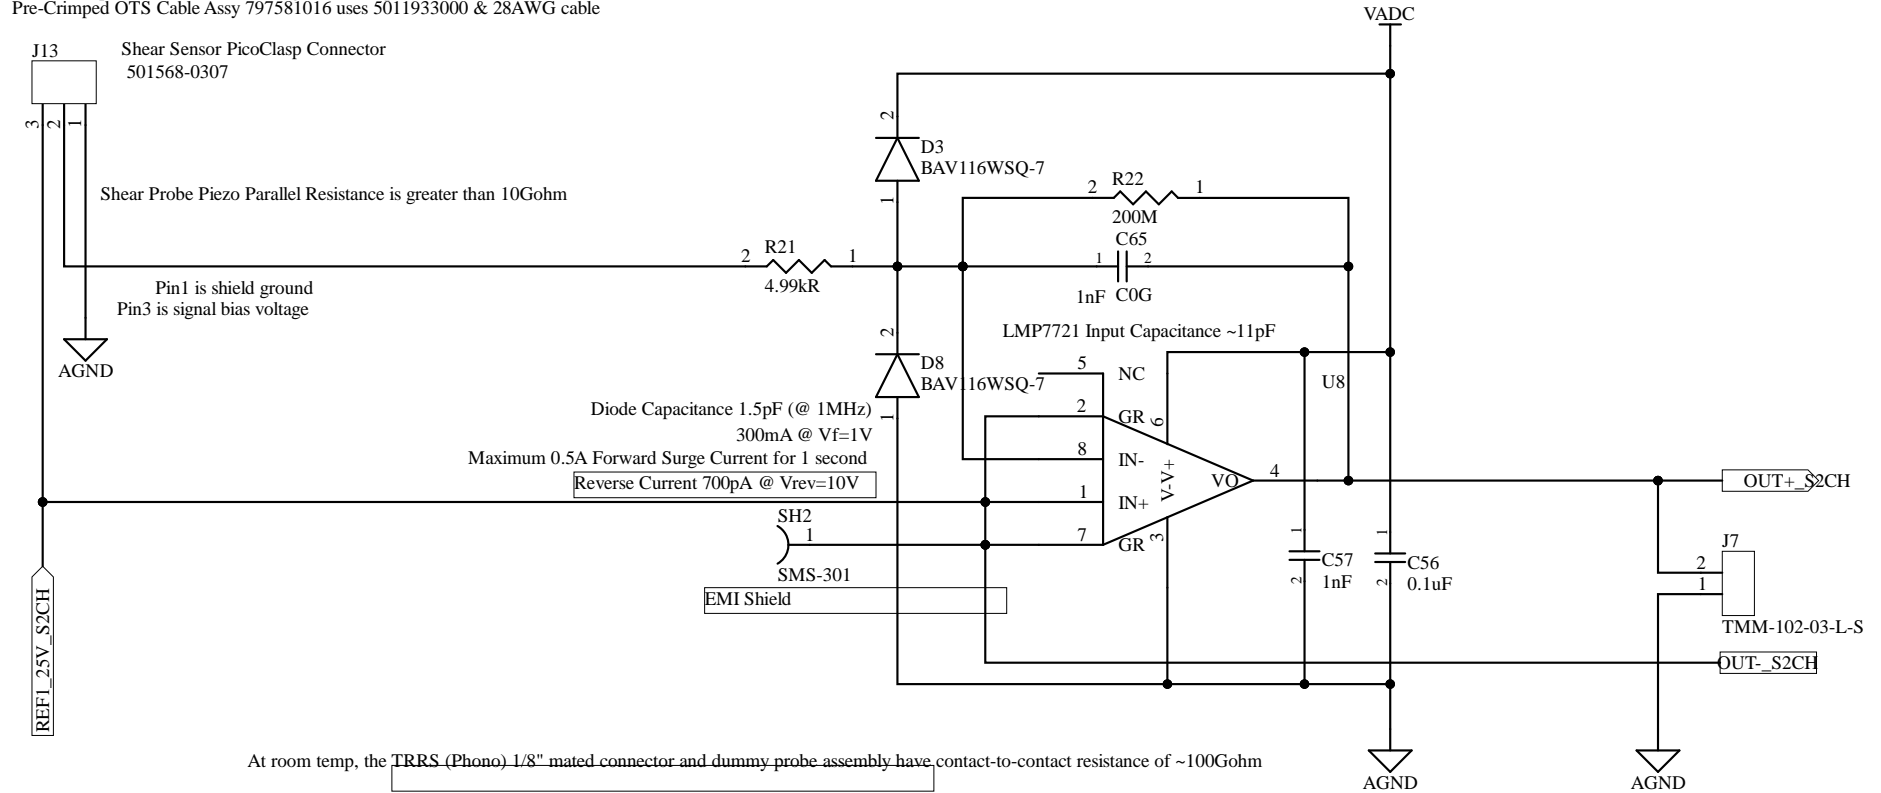 Pre-Crimped OTS Cable Assy 797581016 uses 5011933000 & 28AWG cable
VADC
J13
Shear Sensor PicoClasp Connector
501568-0307
3
2
1
2
D3
BAV116WSQ-7
1
Shear Probe Piezo Parallel Resistance is greater than 10Gohm
2
R22
1
200M
2
R21
1
4.99kR
C65
1
2
1nF
C0G
Pin1 is shield ground
Pin3 is signal bias voltage
AGND
LMP7721 Input Capacitance ~11pF
2
D8
BAV116WSQ-7
1
Diode Capacitance 1.5pF (@ 1MHz)
300mA @ Vf=1V
Maximum 0.5A Forward Surge Current for 1 second
Reverse Current 700pA @ Vrev=10V
5
NC
U8
2
GR
6
8
IN-
V+
VO
4
1
IN+
V-
7
GR
3
OUT+_S2CH
SH2
1
SMS-301
EMI Shield
1
C57
2
1nF
1
C56
2
0.1uF
J7
2
1
TMM-102-03-L-S
OUT-_S2CH
REF1_25V_S2CH
At room temp, the TRRS (Phono) 1/8" mated connector and dummy probe assembly have contact-to-contact resistance of ~100Gohm
AGND
AGND